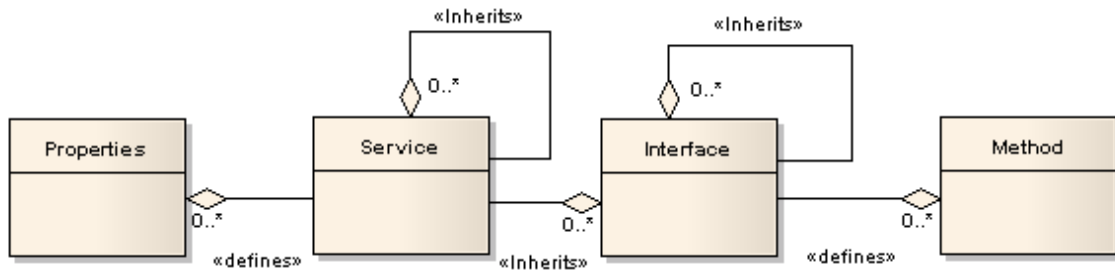 «Inherits»
«Inherits»
0..*
0..*
Properties
Service
Interface
Method
0..*
0..*
0..*
«defines»
«Inherits»
«defines»